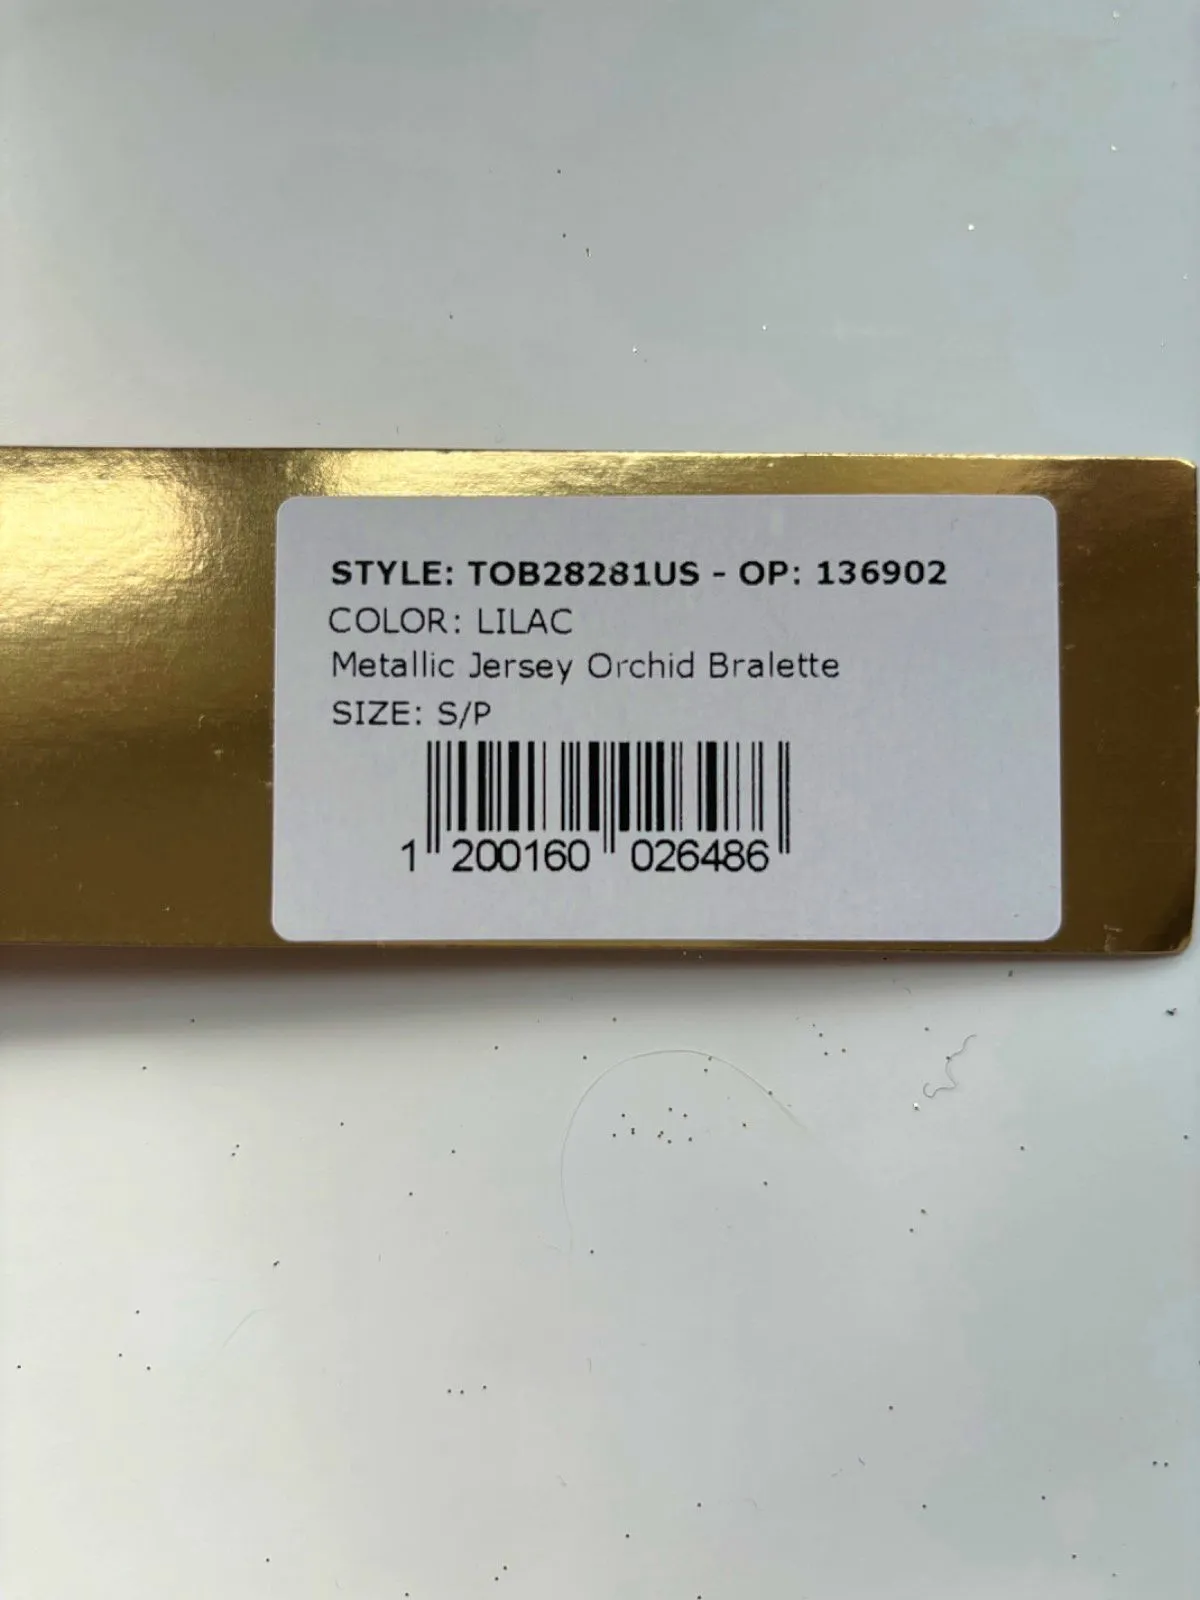 STYLE: TOB28281US - OP: 136902
COLOR: LILAC
Metallic Jersey Orchid Bralette
SIZE: S/P
1 200160 026486